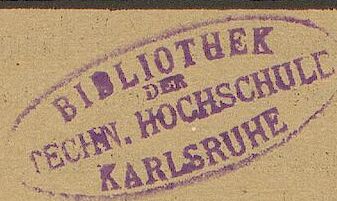 BIBLIOTHEK
DER
TECHN. HOCHSCHULE
KARLSRUHE